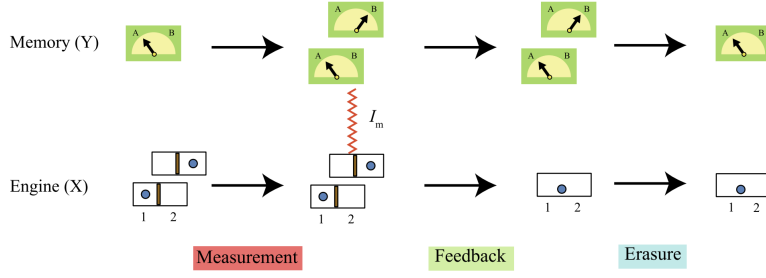 A B
Memory (Y)
A B
A B
A B
A B
A B
I m
Engine (X)
1 2
1 2
1 2
1 2
Measurement
Feedback
Erasure